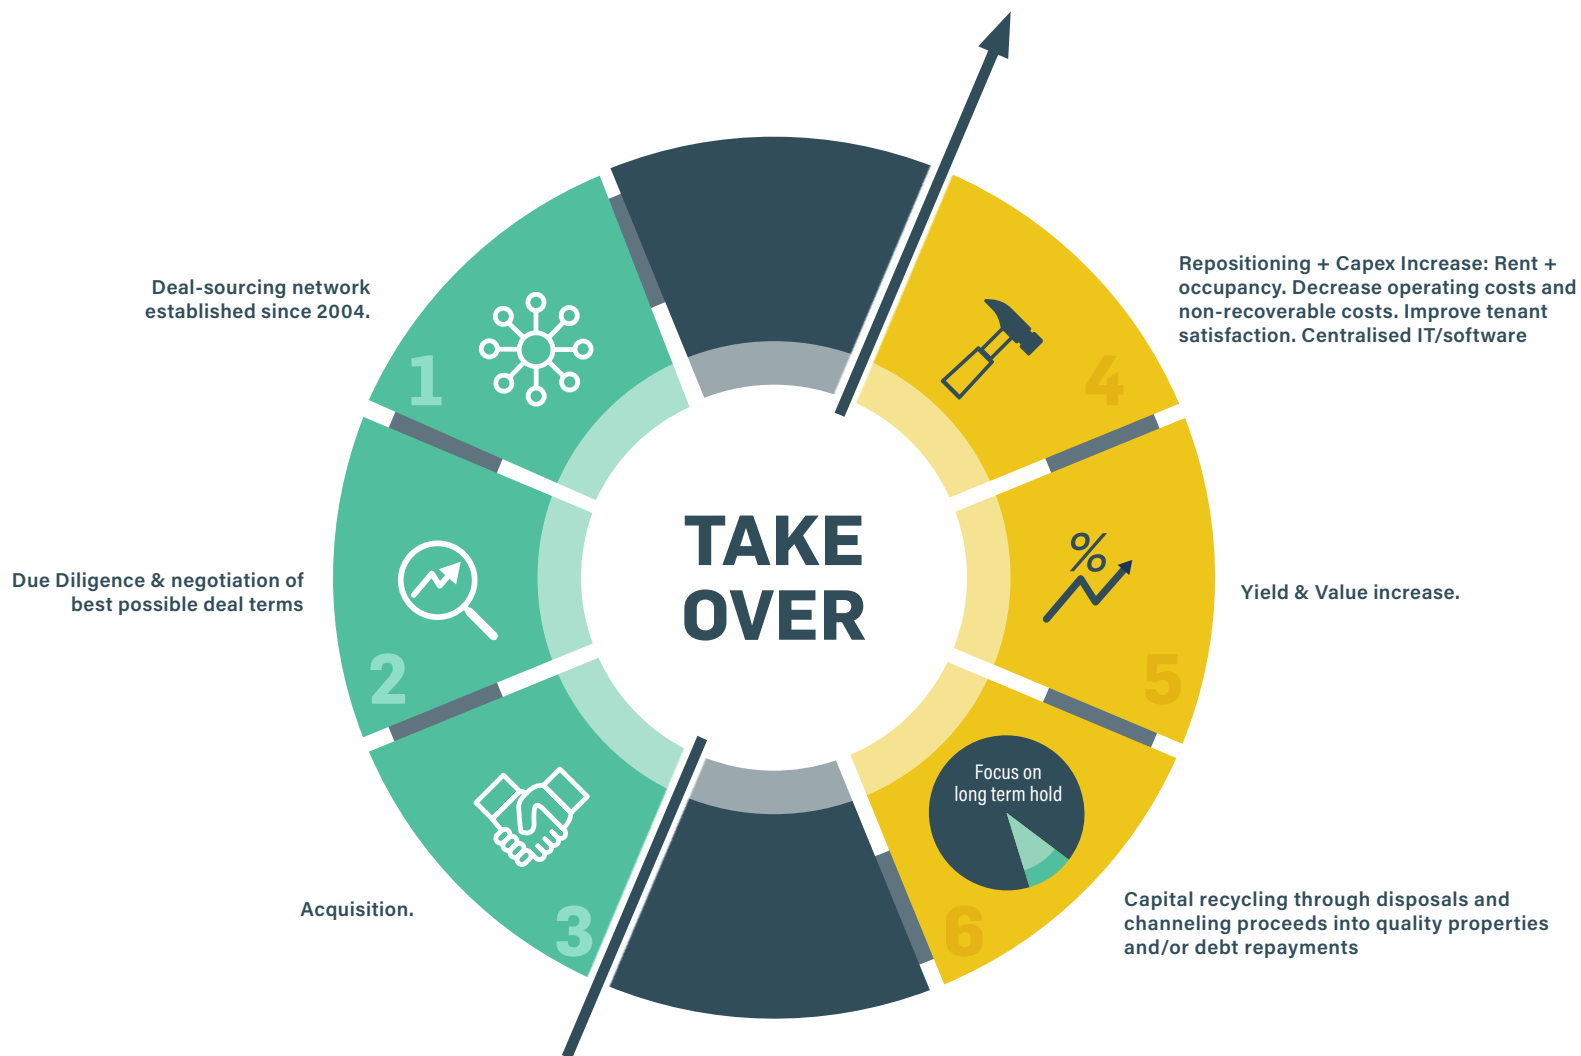 Deal-sourcing network
established since 2004.
1
Due Diligence & negotiation of
best possible deal terms
2
Acquisition.
3
TAKE
OVER
Repositioning + Capex Increase: Rent +
occupancy. Decrease operating costs and
non-recoverable costs. Improve tenant
satisfaction. Centralised IT/software
4
%
Yield & Value increase.
5
Focus on
long term hold
6
Capital recycling through disposals and
channeling proceeds into quality properties
and/or debt repayments